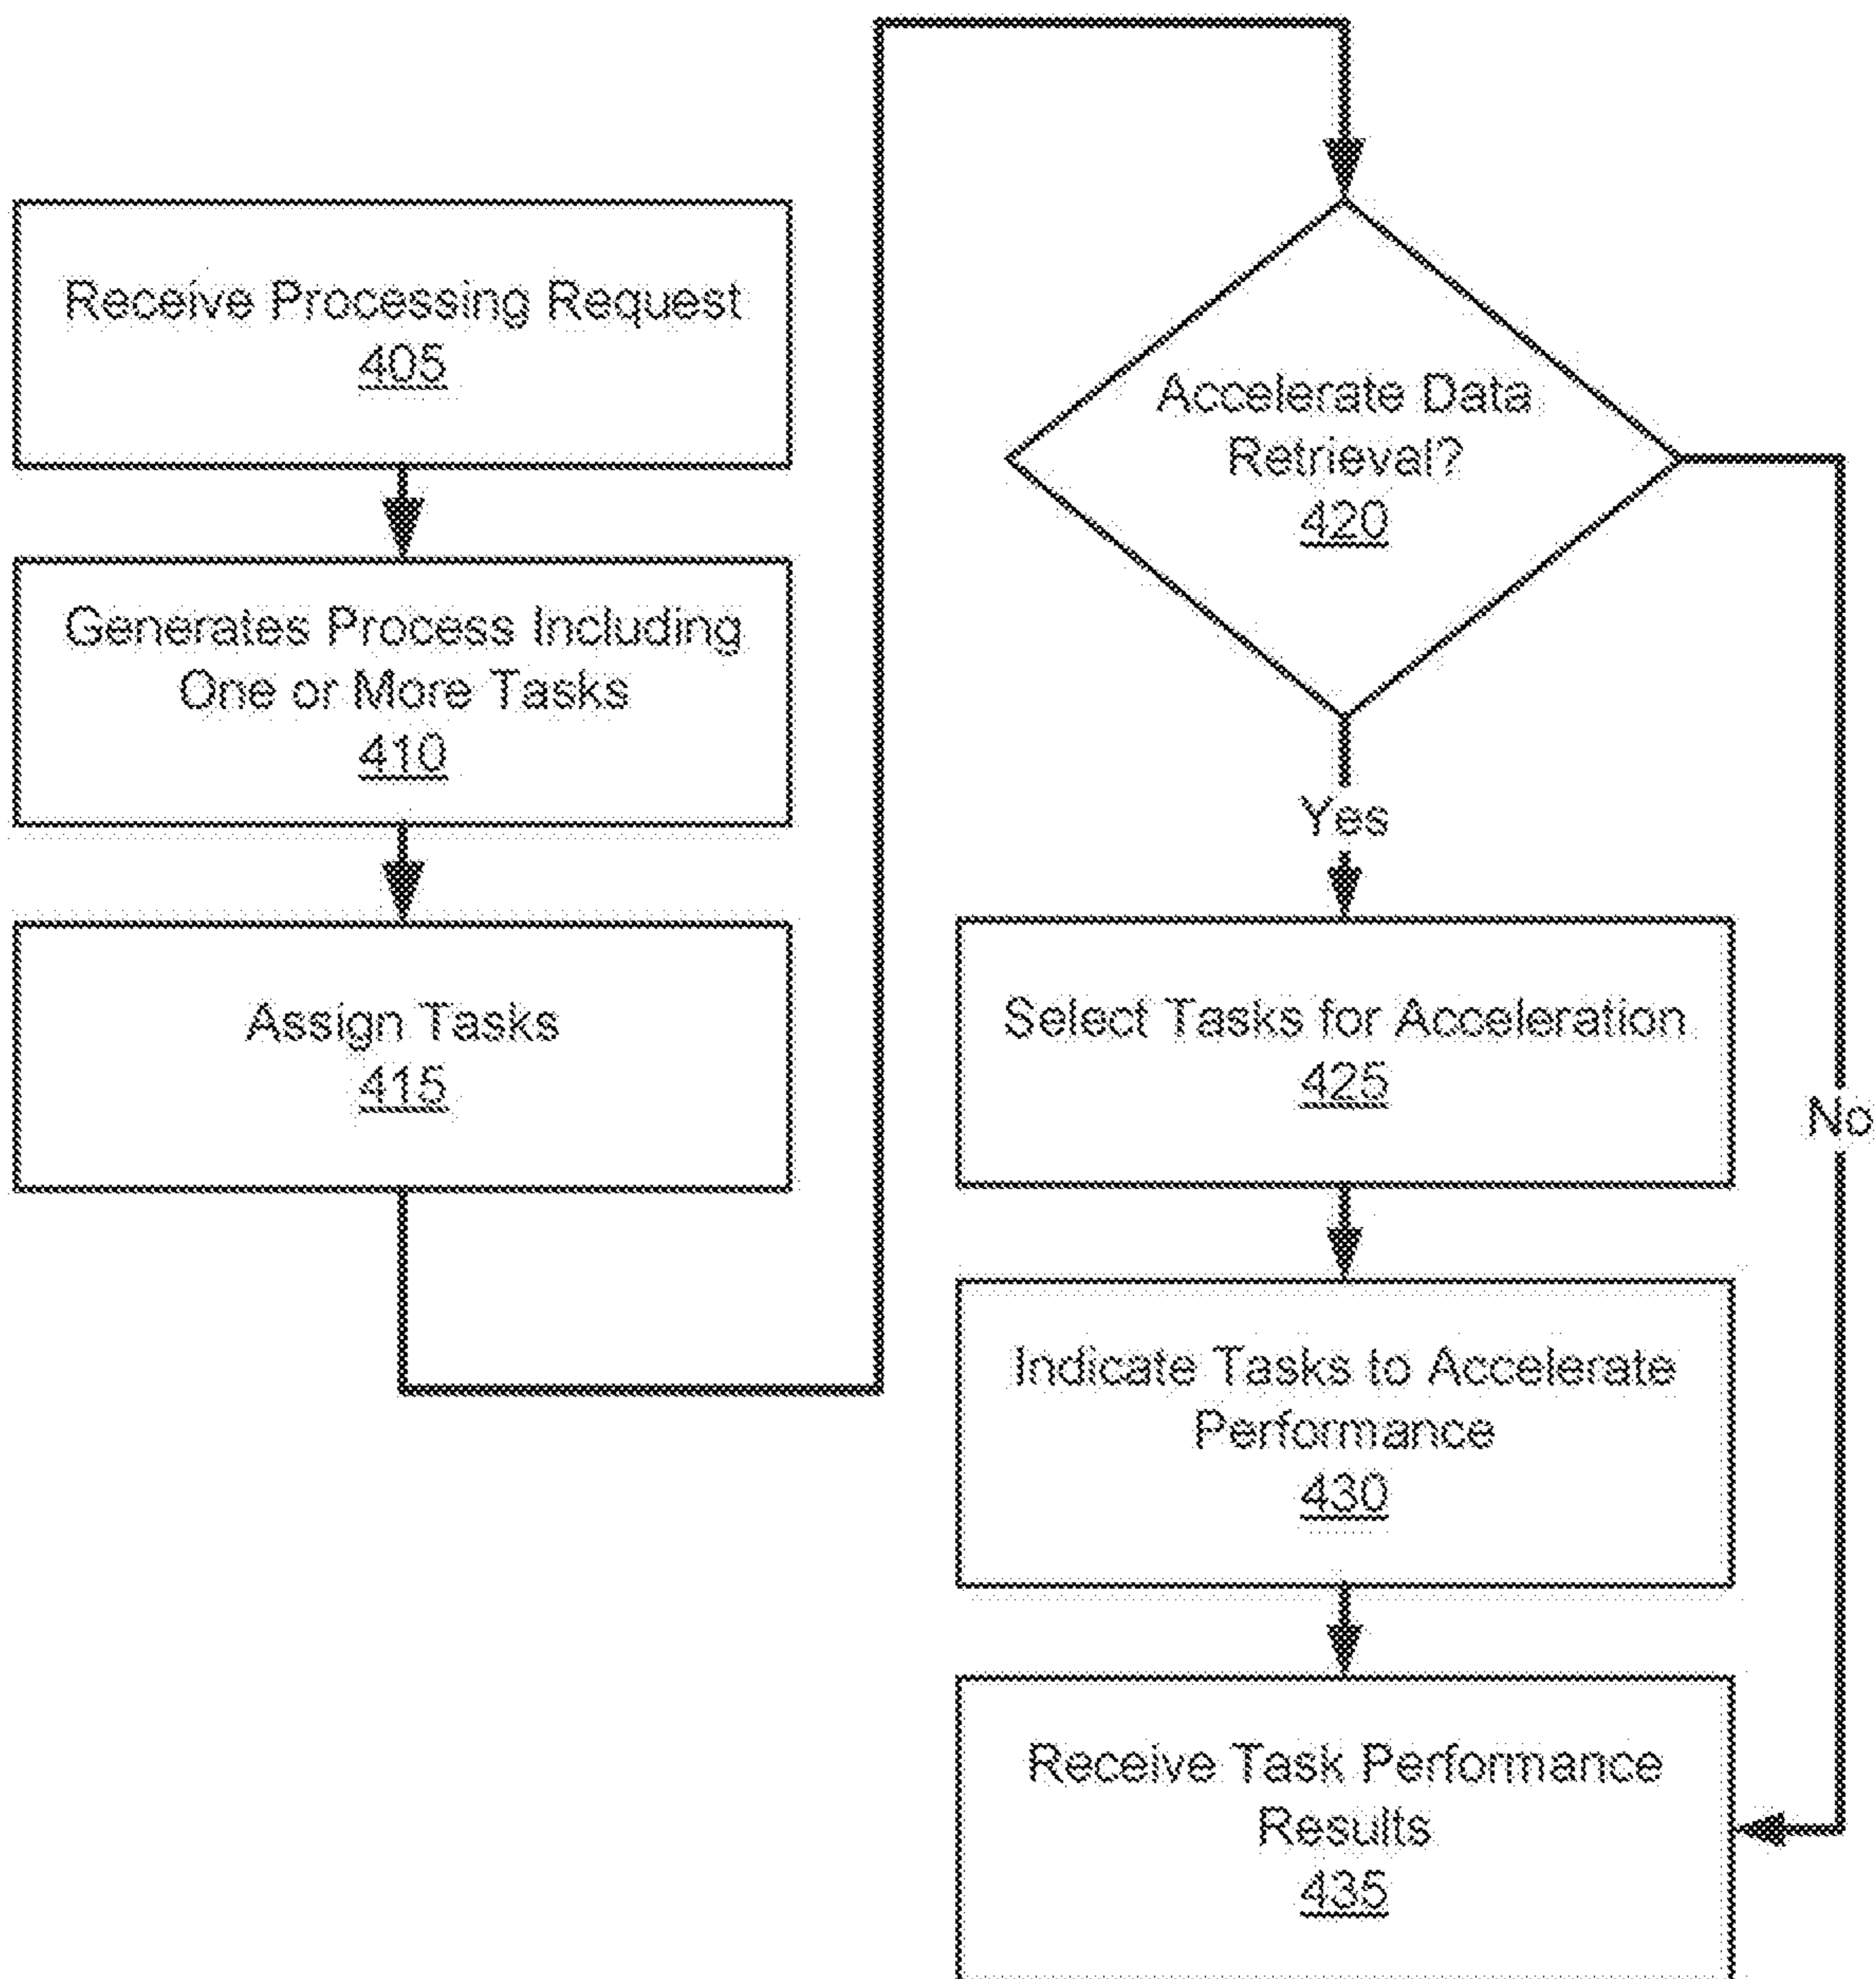 Receive Processing Request
405
Generates Process Including
One or More Tasks
410
Assign Tasks
415
Accelerate Data
Retrieval?
420
Yes
No
Select Tasks for Acceleration
425
Indicate Tasks to Accelerate
Performance
430
Receive Task Performance
Results
435